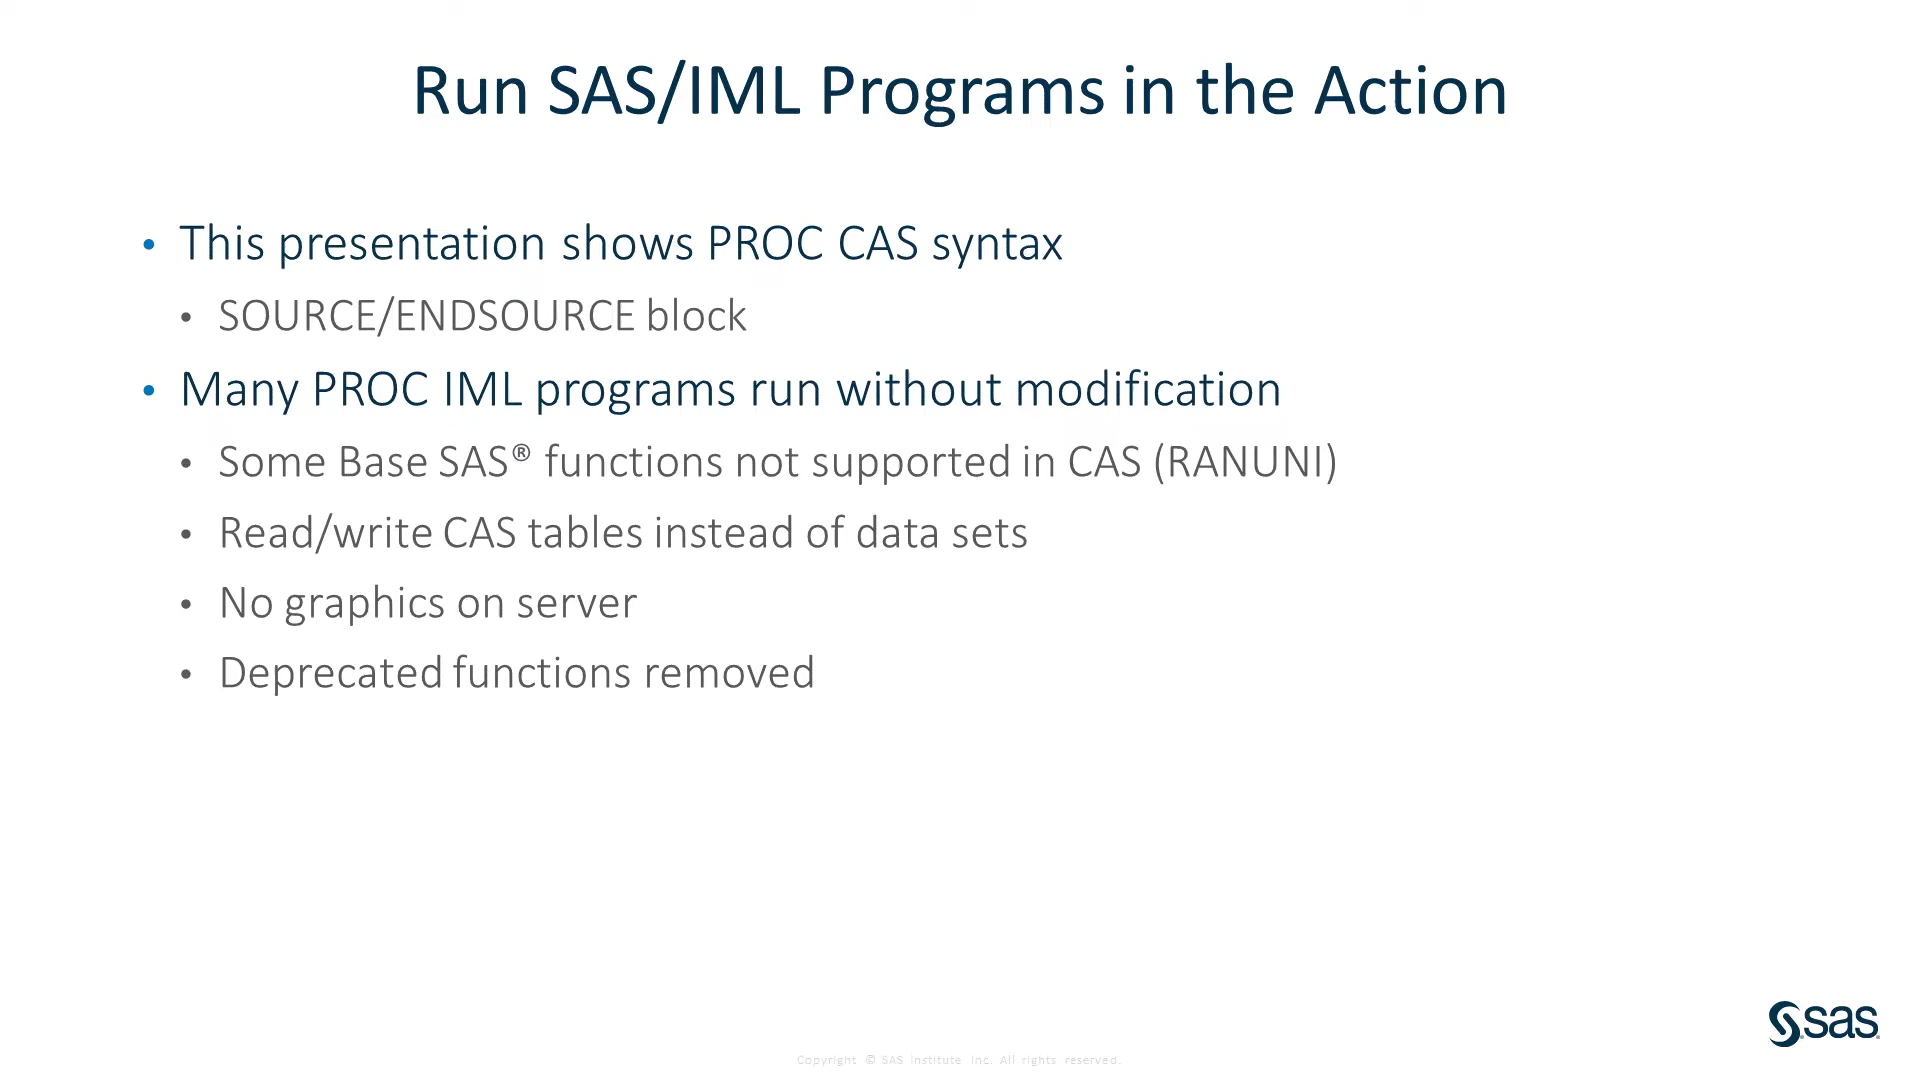 Run SAS/IML Programs in the Action
• This presentation shows PROC CAS syntax
• SOURCE/ENDSOURCE block
• Many PROC IML programs run without modification
• Some Base SAS® functions not supported in CAS (RANUNI)
• Read/write CAS tables instead of data sets
• No graphics on server
• Deprecated functions removed
sas
Copyright © SAS Institute Inc. All rights reserved.